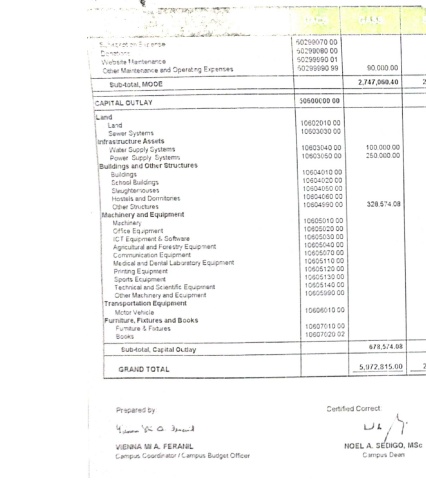 Subscription Expense 50299070 00
Donations 50299080 00
Website Maintenance 50299990 01
Other Maintenance and Operating Expenses 50299990.99 90,000.00
Sub-total, MODE 2,747,060.40 2
CAPITAL OUTLAY 10600000 00
Land
Land 10602010 00
Sewer Systems 10603030 00
Infrastructure Assets
Water Supply Systems 10603040 00 100,000.00
Power Supply Systems 10603050 00 250,000.00
Buildings and Other Structures
Buildings 10604010 00
School Buildings 10604020 00
Slaughterhouses 10604050 00
Hostels and Dormitories 10604060 00
Other Structures 10604990 00 328,574.08
Machinery and Equipment
Machinery 10605010 00
Office Equipment 10605020 00
ICT Equipment & Software 10605030 00
Agricultural and Forestry Equipment 10605040 00
Communication Equipment 10605070 00
Medical and Dental Laboratory Equipment 10605110 00
Printing Equipment 10605120 00
Sports Equipment 10605130 00
Technical and Scientific Equipment 10605140 00
Other Machinery and Equipment 10605990 00
Transportation Equipment
Motor Vehicle 10606010 00
Furniture, Fixtures and Books
Furniture & Fixtures 10607010 00
Books 10607020 02
Sub-total, Capital Outlay 678,574.08
GRAND TOTAL 5,972,815.00 2
Prepared by: Certified Correct:
VIENNA MI A. FERANIL NOEL A. SEDIGO, MSc
Campus Coordinator / Campus Budget Officer Campus Dean